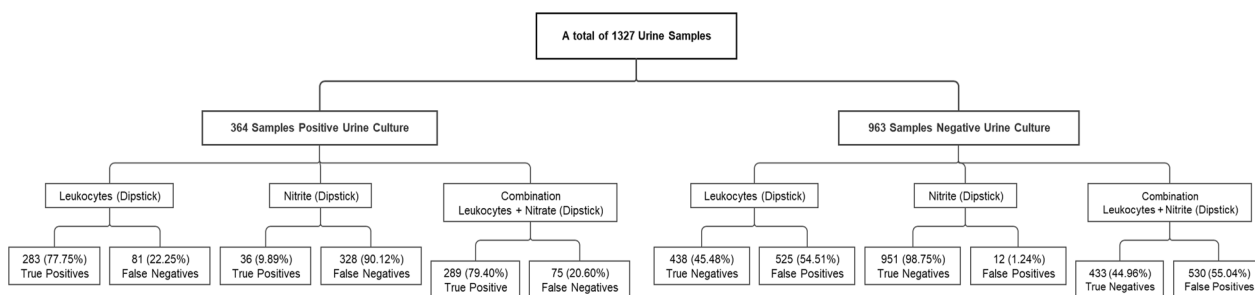 A total of 1327 Urine Samples
364 Samples Positive Urine Culture
963 Samples Negative Urine Culture
Leukocytes (Dipstick)
Nitrite (Dipstick)
Combination
Leukocytes + Nitrate (Dipstick)
Leukocytes (Dipstick)
Nitrite (Dipstick)
Combination
Leukocytes + Nitrite (Dipstick)
283 (77.75%)
True Positives
81 (22.25%)
False Negatives
36 (9.89%)
True Positives
328 (90.12%)
False Negatives
289 (79.40%)
True Positive
75 (20.60%)
False Negatives
438 (45.48%)
True Negatives
525 (54.51%)
False Positives
951 (98.75%)
True Negatives
12 (1.24%)
False Positives
433 (44.96%)
True Negatives
530 (55.04%)
False Positives